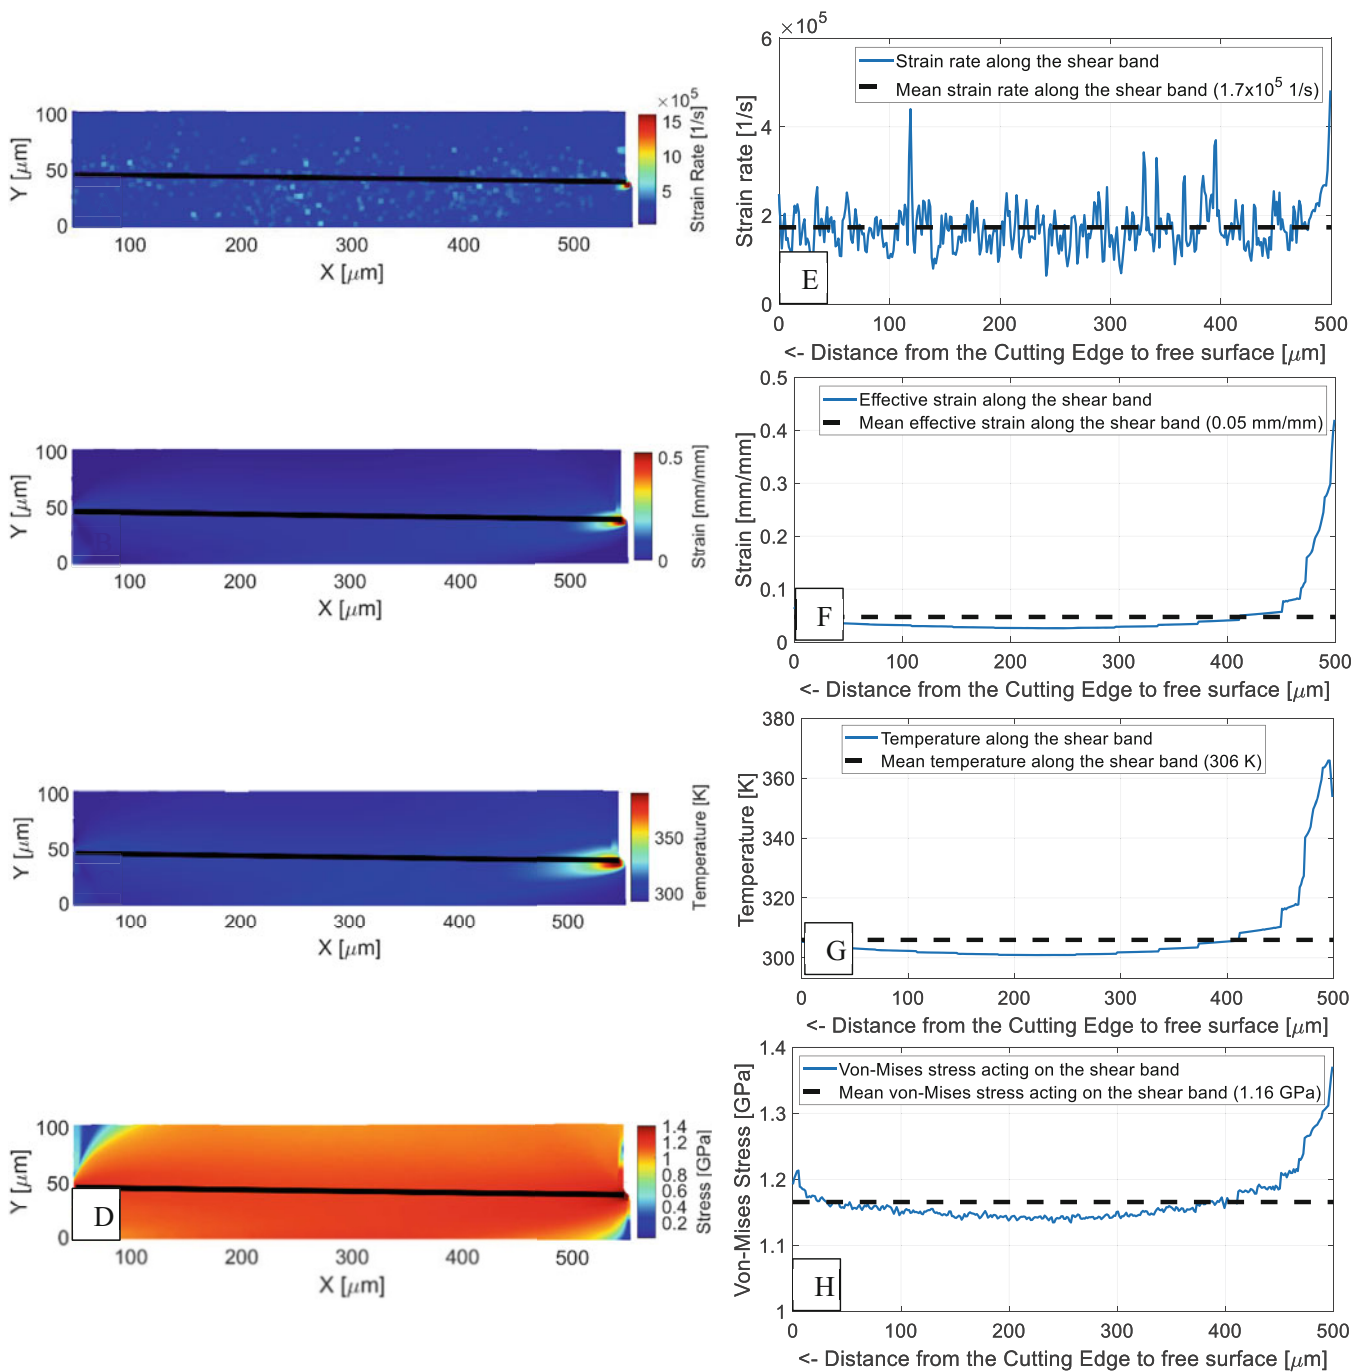 100
50
0
Y [μm]
100
200
300
400
500
X [μm]
×10⁵
15
10
5
Strain Rate [1/s]
×10⁵
6
4
2
0
Strain rate [1/s]
Strain rate along the shear band
Mean strain rate along the shear band (1.7x10⁵ 1/s)
E
0
100
200
300
400
500
<- Distance from the Cutting Edge to free surface [μm]
100
50
0
Y [μm]
100
200
300
400
500
X [μm]
0.5
0
Strain [mm/mm]
0.5
0.4
0.3
0.2
0.1
0
Strain [mm/mm]
Effective strain along the shear band
Mean effective strain along the shear band (0.05 mm/mm)
F
0
100
200
300
400
500
<- Distance from the Cutting Edge to free surface [μm]
100
50
0
Y [μm]
100
200
300
400
500
X [μm]
350
300
Temperature [K]
380
360
340
320
300
Temperature [K]
Temperature along the shear band
Mean temperature along the shear band (306 K)
G
0
100
200
300
400
500
<- Distance from the Cutting Edge to free surface [μm]
100
50
0
Y [μm]
D
100
200
300
400
500
X [μm]
1.4
1.2
1
0.8
0.6
0.4
0.2
Stress [GPa]
1.4
1.3
1.2
1.1
1
Von-Mises Stress [GPa]
Von-Mises stress acting on the shear band
Mean von-Mises stress acting on the shear band (1.16 GPa)
H
0
100
200
300
400
500
<- Distance from the Cutting Edge to free surface [μm]